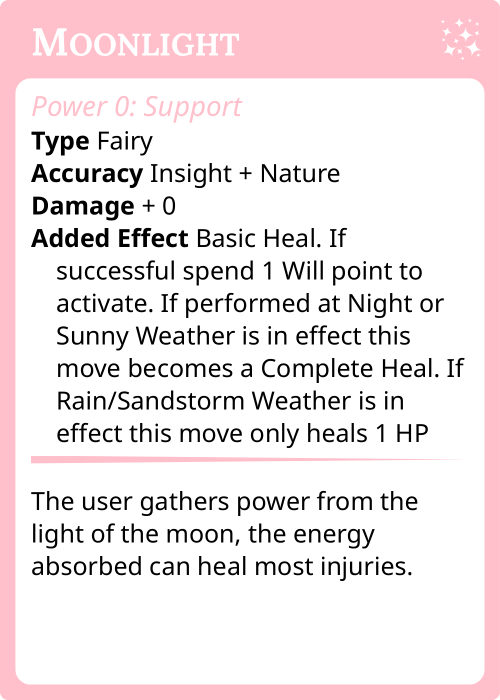 Moonlight
Power 0: Support
Type Fairy
Accuracy Insight + Nature
Damage + 0
Added Effect Basic Heal. If
successful spend 1 Will point to
activate. If performed at Night or
Sunny Weather is in effect this
move becomes a Complete Heal. If
Rain/Sandstorm Weather is in
effect this move only heals 1 HP
The user gathers power from the
light of the moon, the energy
absorbed can heal most injuries.